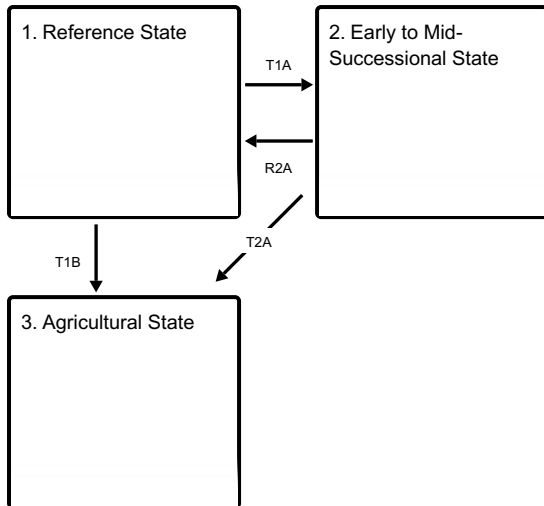 1. Reference State
2. Early to Mid-
Successional State
T1A
R2A
T2A
T1B
3. Agricultural State